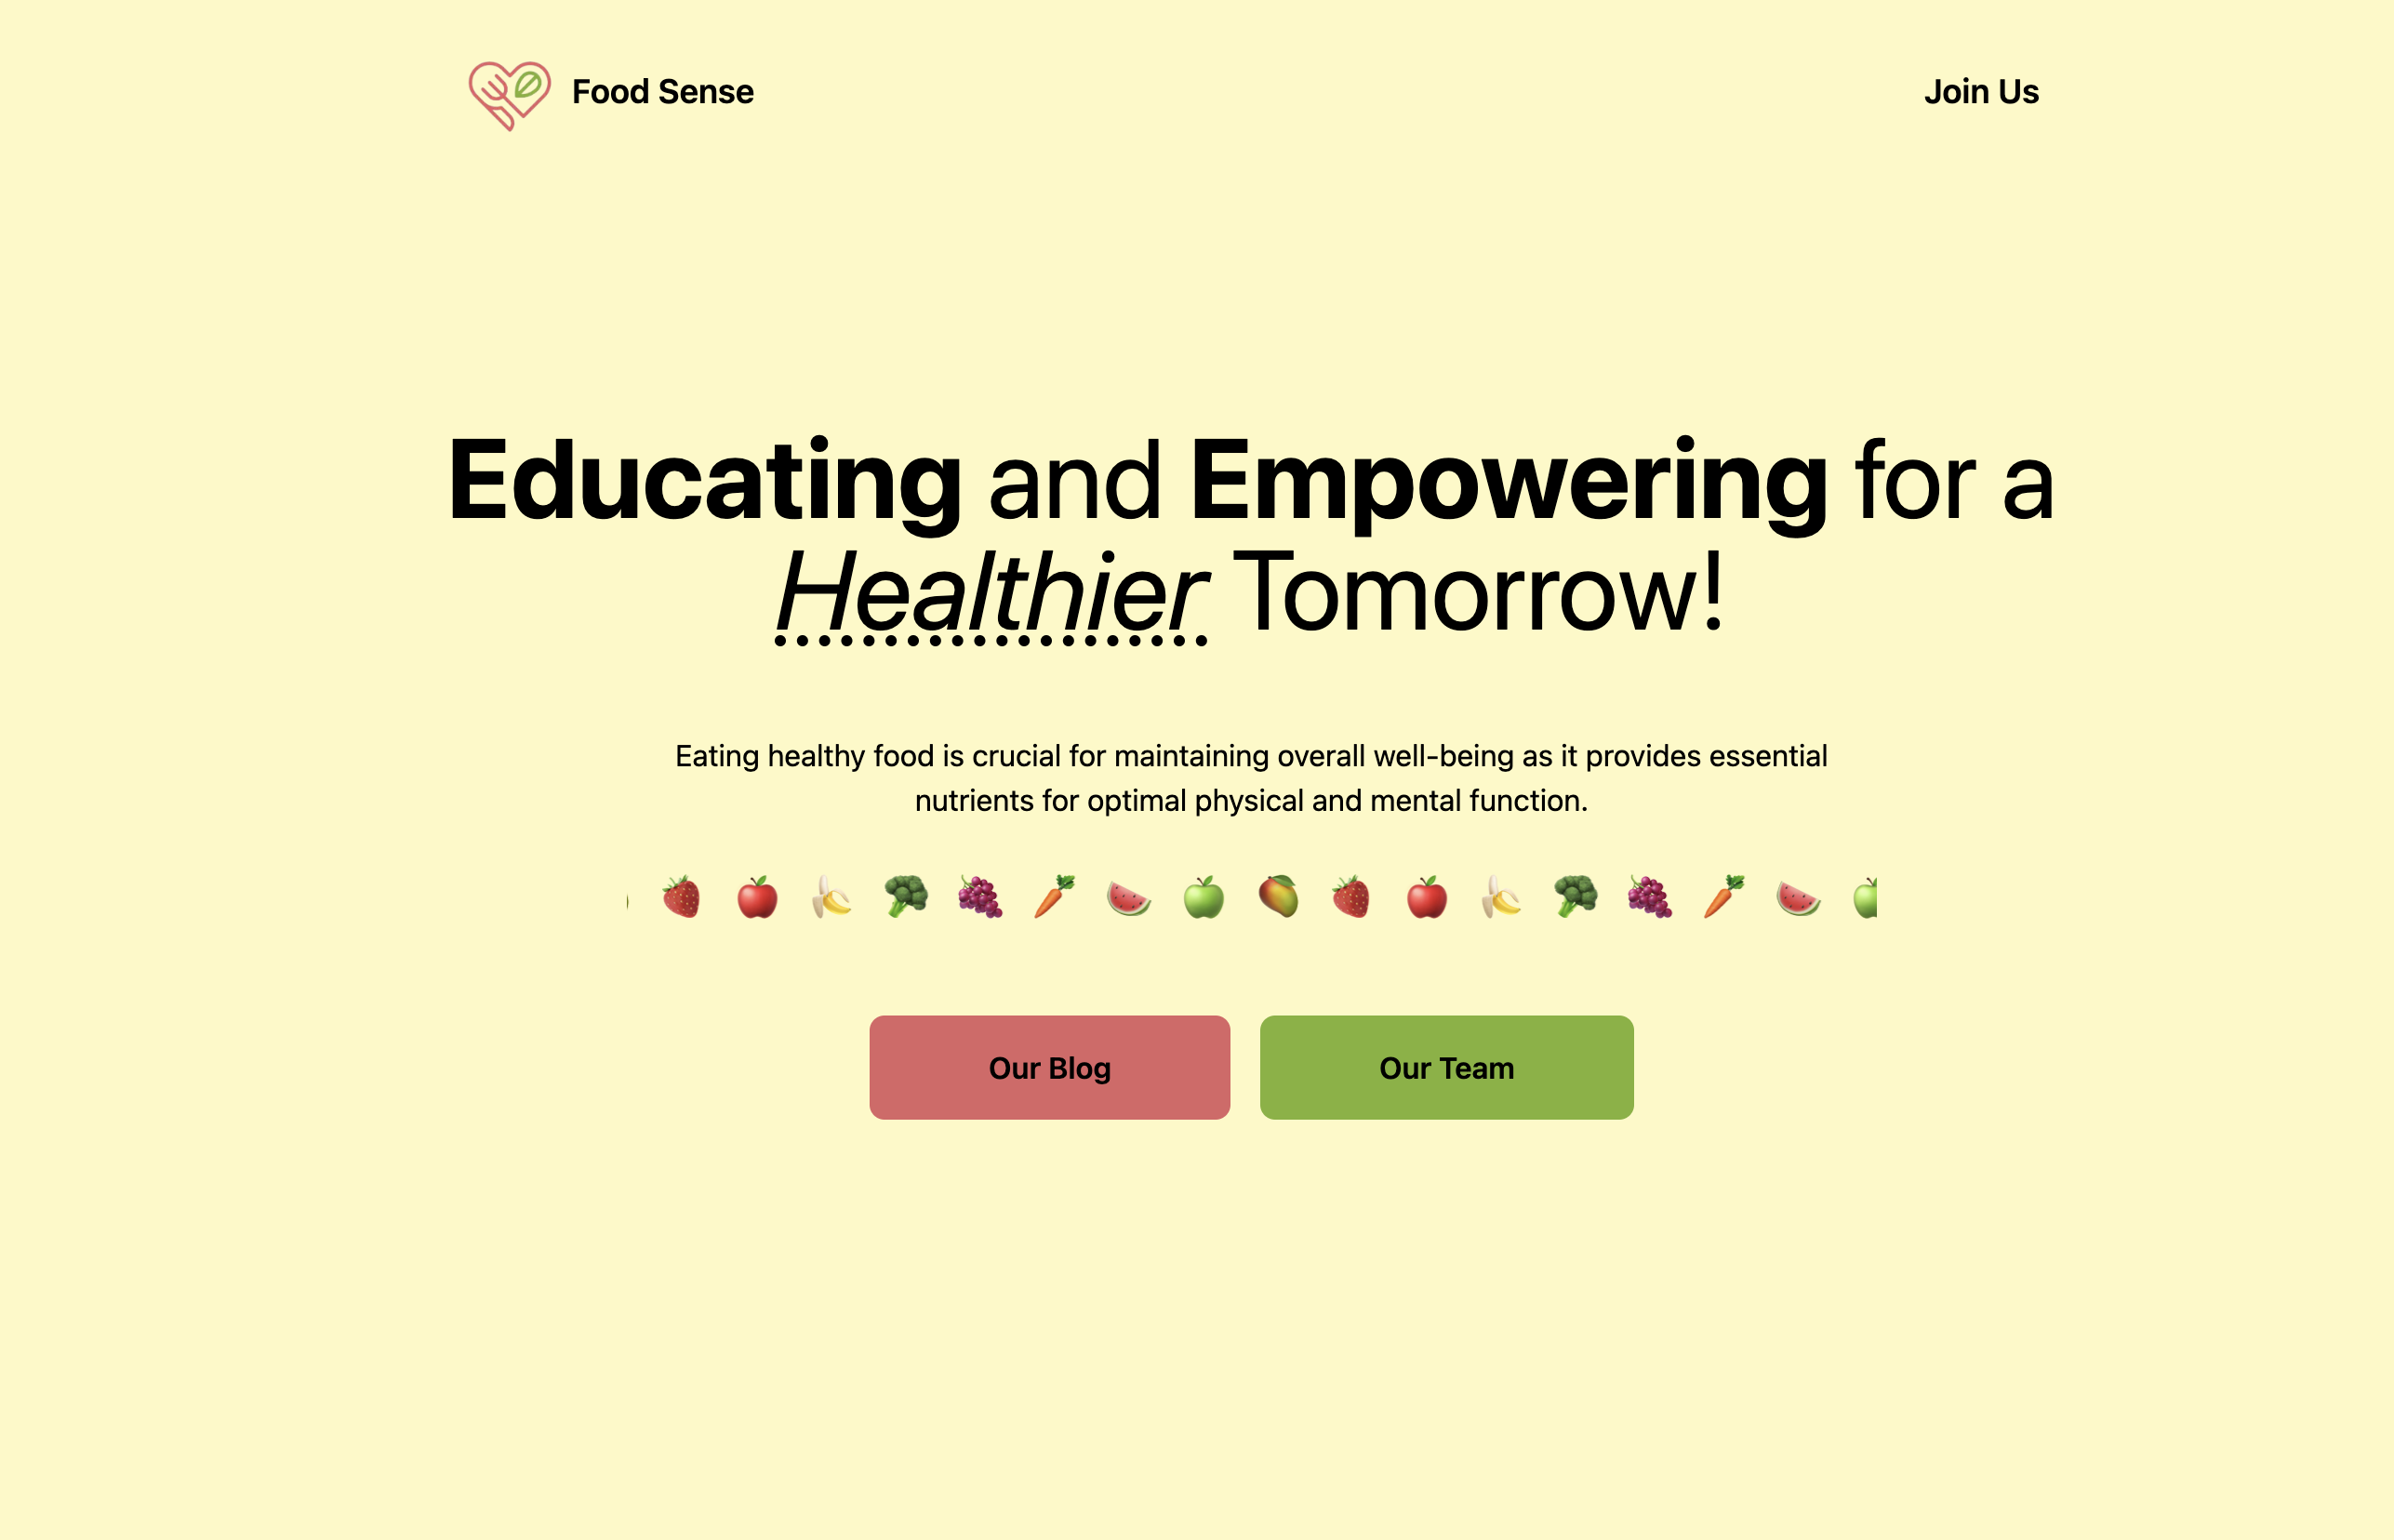 Food Sense
Join Us
Educating and Empowering for a
Healthier Tomorrow!
Eating healthy food is crucial for maintaining overall well-being as it provides essential
nutrients for optimal physical and mental function.
Our Blog
Our Team